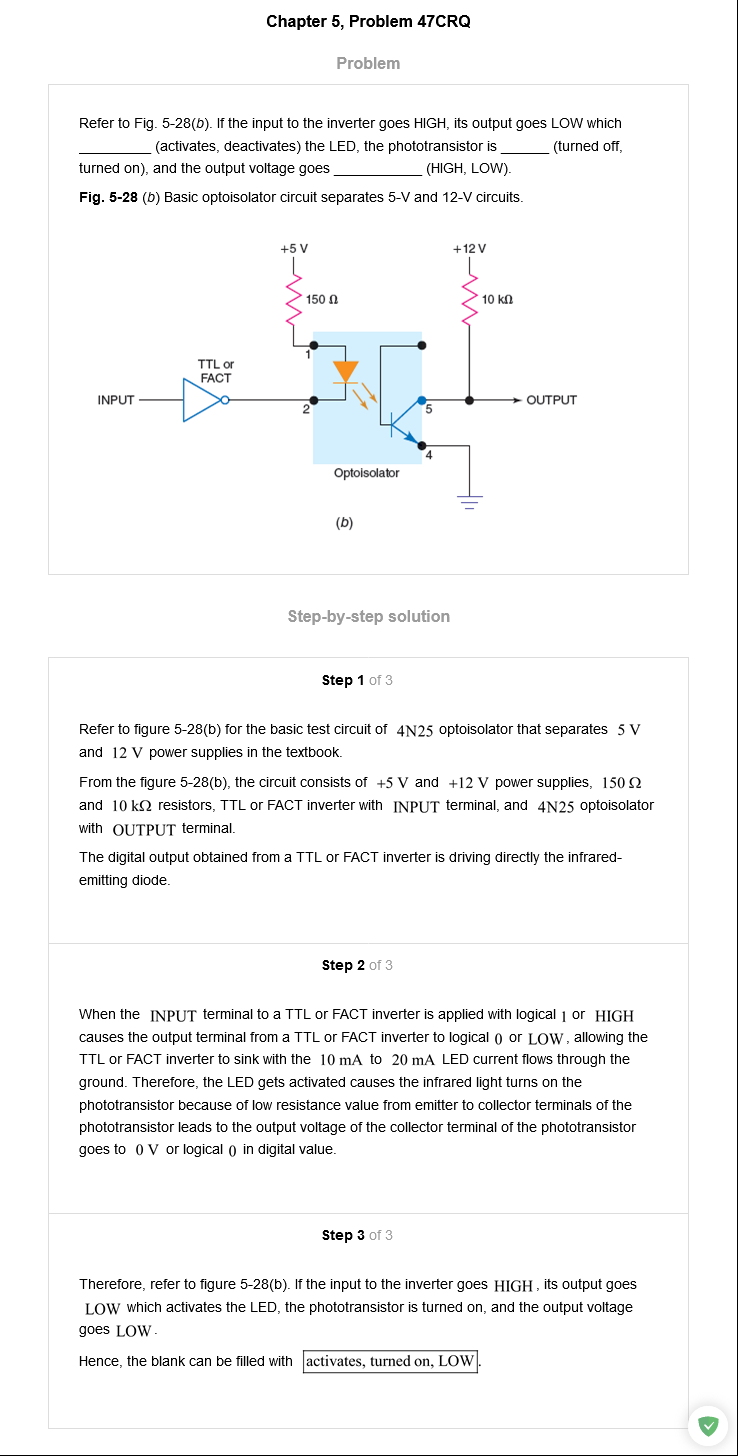 Chapter 5, Problem 47CRQ
Problem
Refer to Fig. 5-28(b). If the input to the inverter goes HIGH, its output goes LOW which
_________ (activates, deactivates) the LED, the phototransistor is ______ (turned off,
turned on), and the output voltage goes ___________ (HIGH, LOW).
Fig. 5-28 (b) Basic optoisolator circuit separates 5-V and 12-V circuits.
+5 V
+12 V
150 Ω
10 kΩ
1
TTL or
FACT
INPUT
2
5
OUTPUT
4
Optoisolator
(b)
Step-by-step solution
Step 1 of 3
Refer to figure 5-28(b) for the basic test circuit of 4N25 optoisolator that separates 5 V
and 12 V power supplies in the textbook.
From the figure 5-28(b), the circuit consists of +5 V and +12 V power supplies, 150 Ω
and 10 kΩ resistors, TTL or FACT inverter with INPUT terminal, and 4N25 optoisolator
with OUTPUT terminal.
The digital output obtained from a TTL or FACT inverter is driving directly the infrared-
emitting diode.
Step 2 of 3
When the INPUT terminal to a TTL or FACT inverter is applied with logical 1 or HIGH
causes the output terminal from a TTL or FACT inverter to logical 0 or LOW, allowing the
TTL or FACT inverter to sink with the 10 mA to 20 mA LED current flows through the
ground. Therefore, the LED gets activated causes the infrared light turns on the
phototransistor because of low resistance value from emitter to collector terminals of the
phototransistor leads to the output voltage of the collector terminal of the phototransistor
goes to 0 V or logical 0 in digital value.
Step 3 of 3
Therefore, refer to figure 5-28(b). If the input to the inverter goes HIGH, its output goes
LOW which activates the LED, the phototransistor is turned on, and the output voltage
goes LOW.
Hence, the blank can be filled with activates, turned on, LOW.